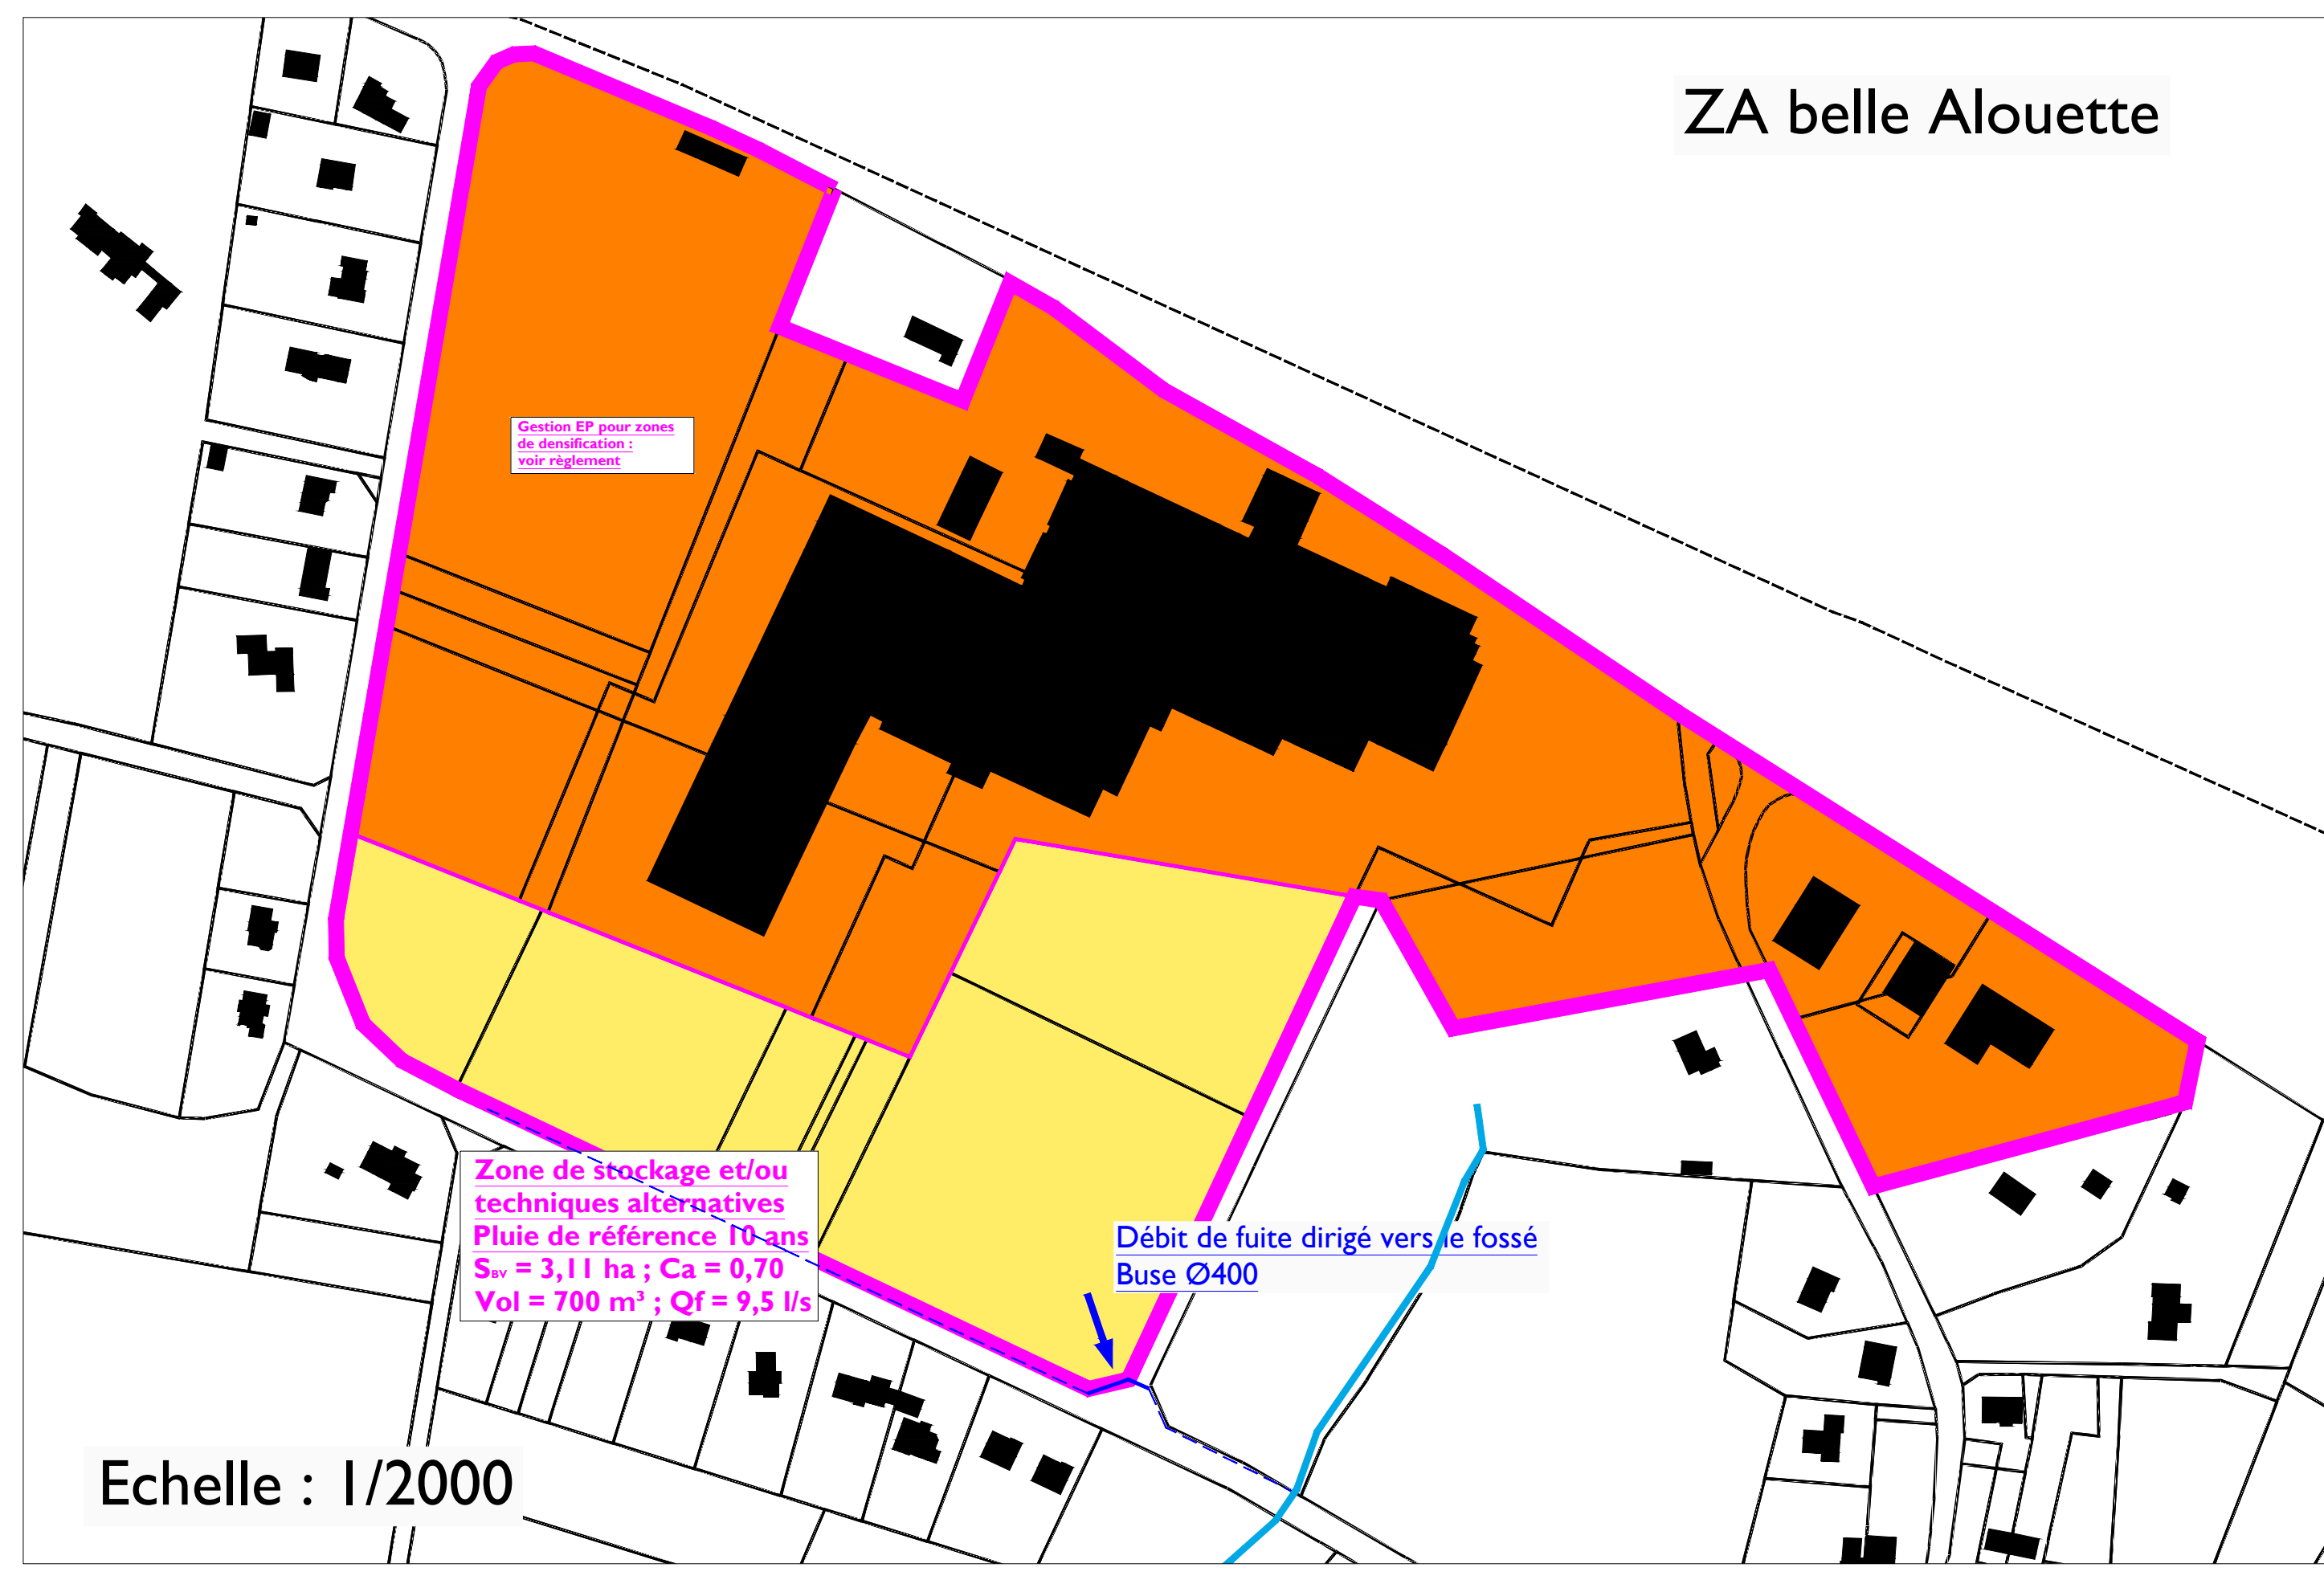 ZA belle Alouette
Gestion EP pour zones
de densification :
voir règlement
Zone de stockage et/ou
techniques alternatives
Pluie de référence 10 ans
SBV = 3,11 ha ; Ca = 0,70
Vol = 700 m³ ; Qf = 9,5 l/s
Débit de fuite dirigé vers le fossé
Buse Ø400
Echelle : 1/2000